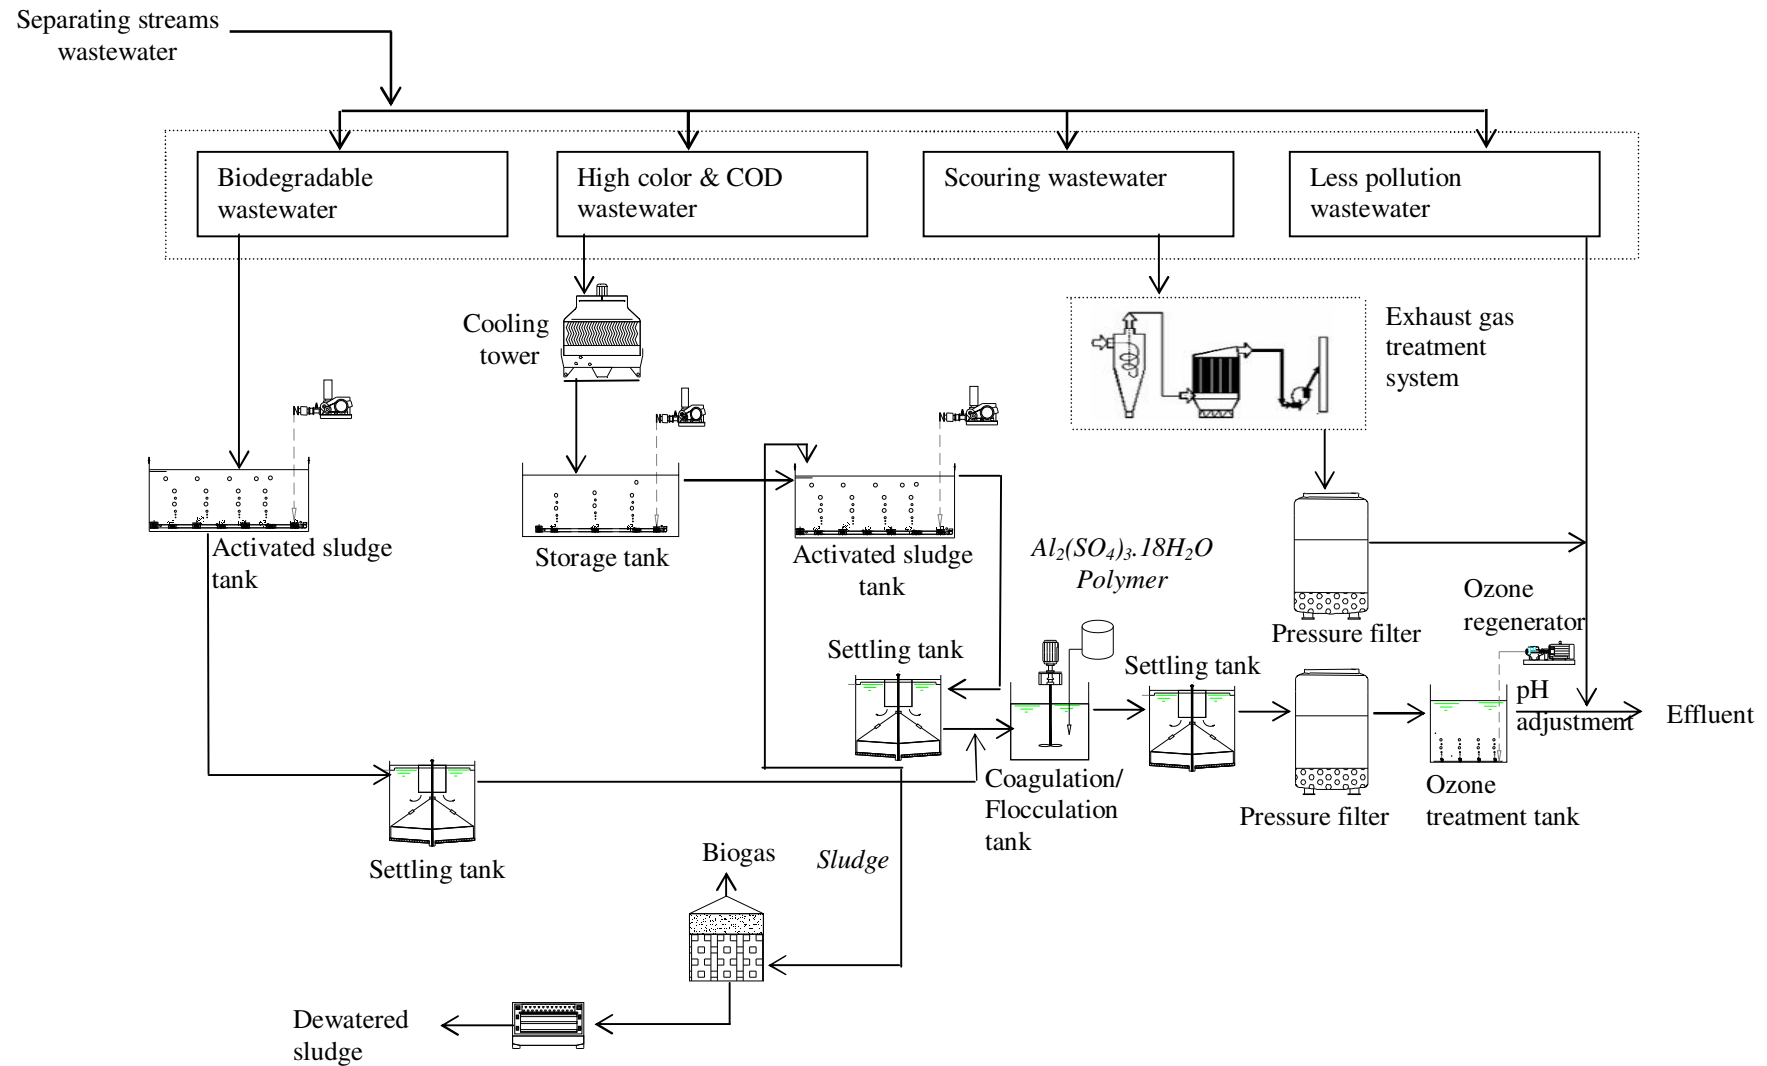 Separating streams
wastewater
Biodegradable
wastewater
High color & COD
wastewater
Scouring wastewater
Less pollution
wastewater
Cooling
tower
Exhaust gas
treatment
system
Activated sludge
tank
Storage tank
Activated sludge
tank
Al₂(SO₄)₃.18H₂O
Polymer
Pressure filter
Ozone
regenerator
Settling tank
Settling tank
pH
adjustment
Effluent
Coagulation/
Flocculation
tank
Pressure filter
Ozone
treatment tank
Settling tank
Biogas
Sludge
Dewatered
sludge